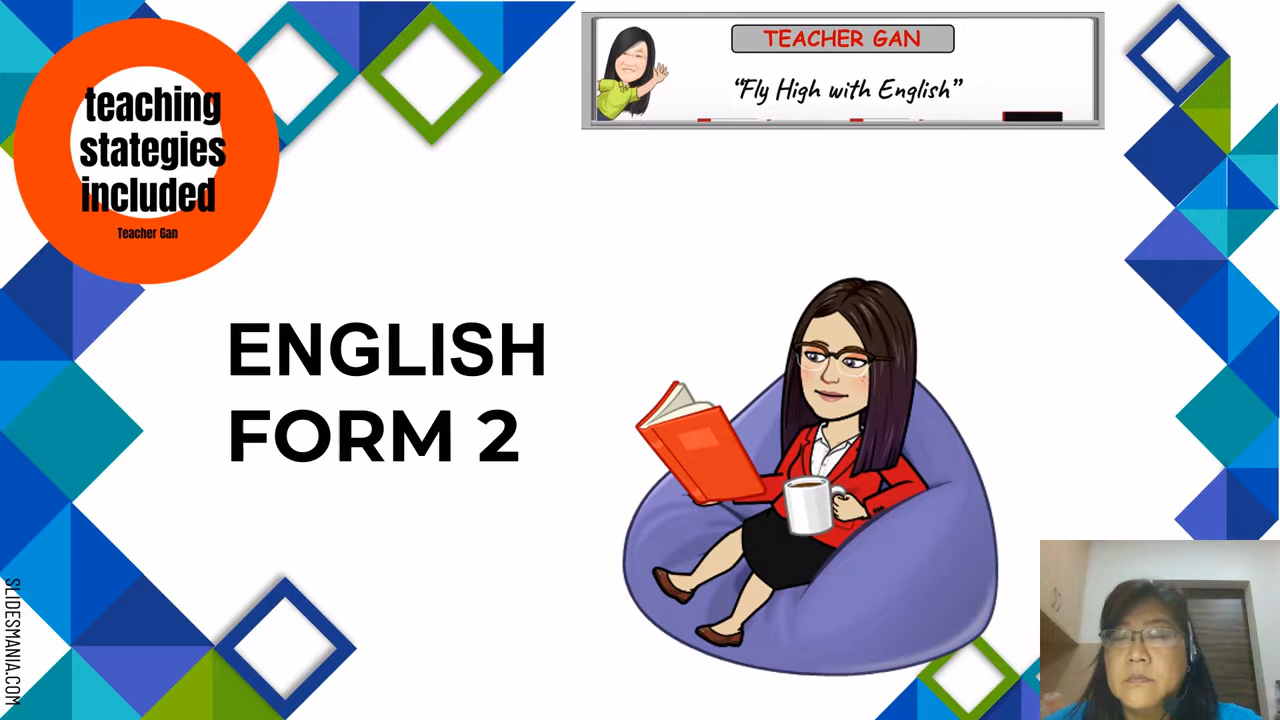 teaching
stategies
included
Teacher Gan
TEACHER GAN
“Fly High with English”
ENGLISH
FORM 2
SLIDESMANIA.COM